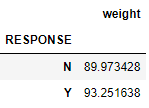 weight
RESPONSE
N 89.973428
Y 93.251638